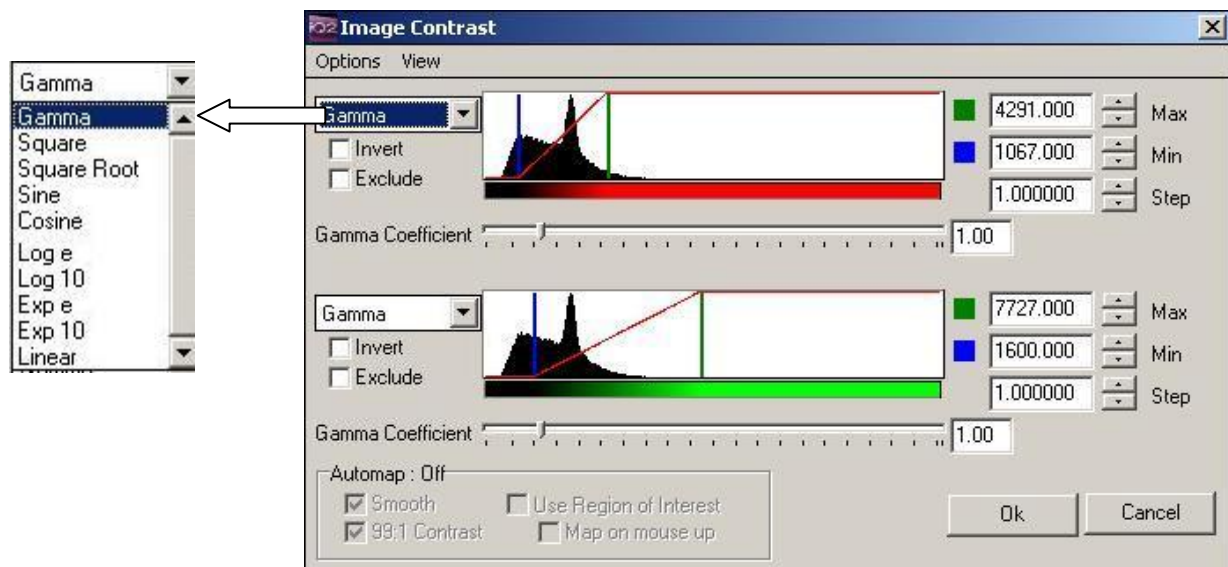 Gamma
Gamma
Square
Square Root
Sine
Cosine
Log e
Log 10
Exp e
Exp 10
Linear
iQ2 Image Contrast
Options View
Gamma
Invert
Exclude
4291.000 Max
1067.000 Min
1.000000 Step
Gamma Coefficient 1.00
Gamma
Invert
Exclude
7727.000 Max
1600.000 Min
1.000000 Step
Gamma Coefficient 1.00
Automap : Off
Smooth Use Region of Interest
99:1 Contrast Map on mouse up
Ok Cancel